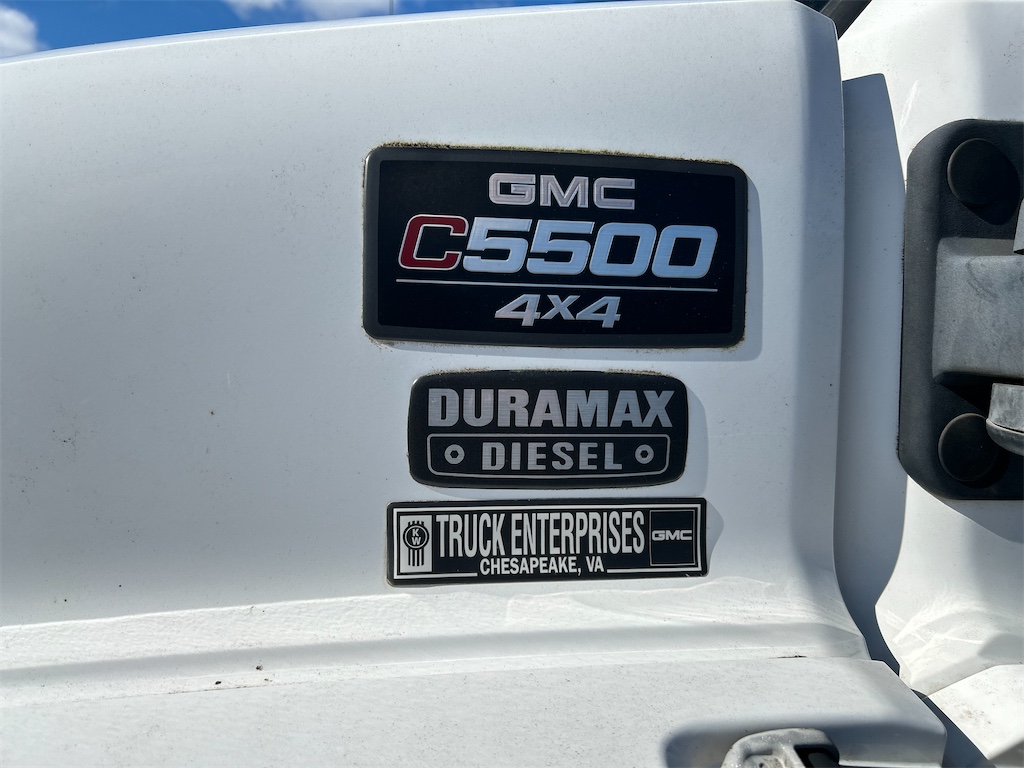 GMC
C5500
4X4
DURAMAX
DIESEL
KW TRUCK ENTERPRISES GMC
CHESAPEAKE, VA